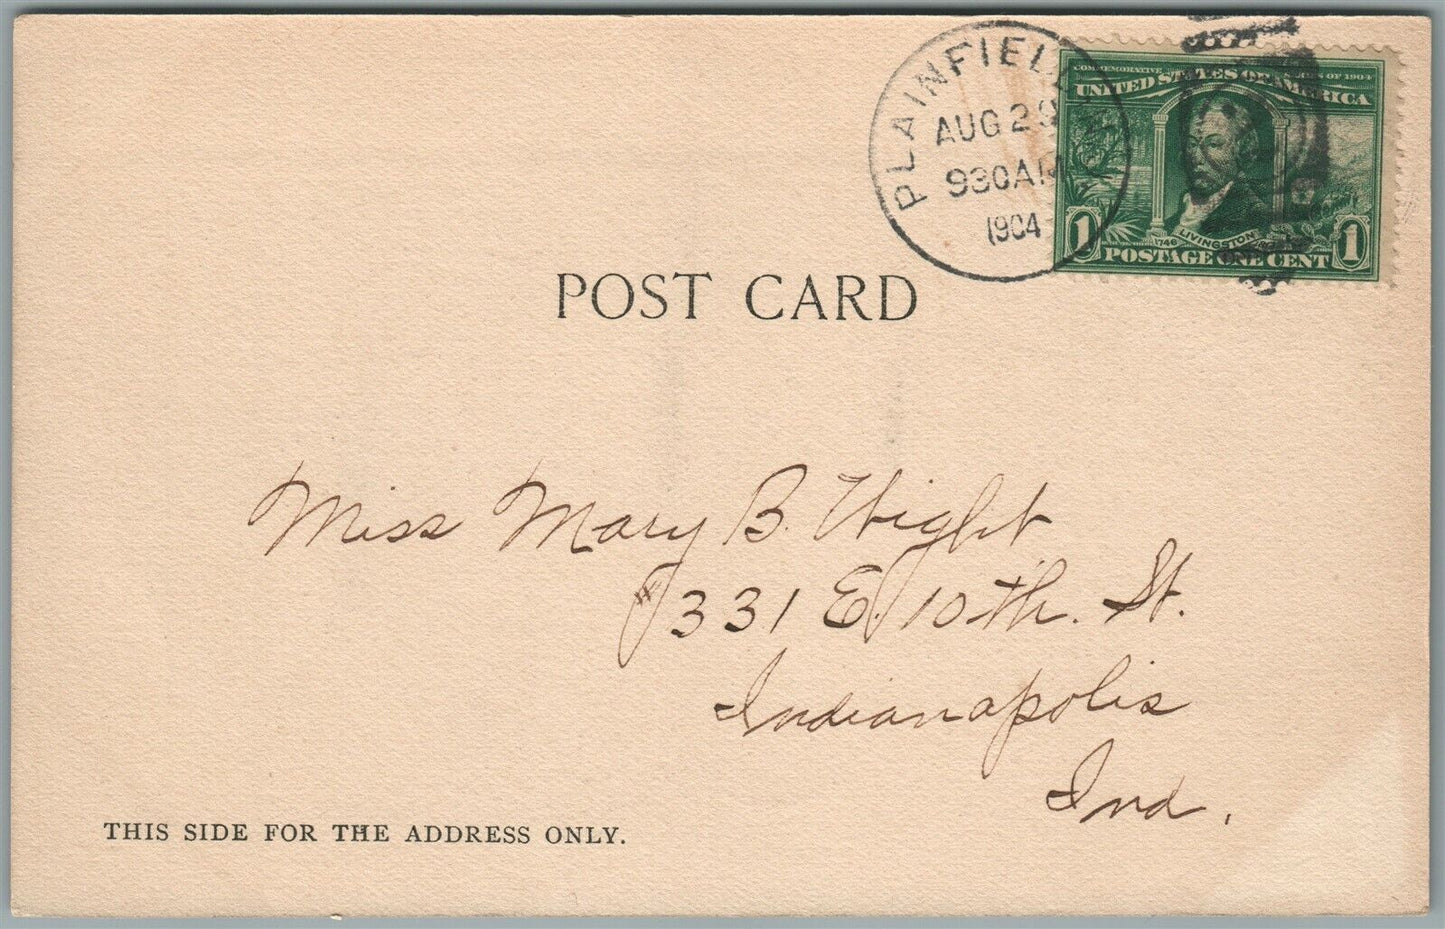 PLAINFIELD
AUG 29
930AM
1904
COMMEMORATIVE SERIES OF 1904
UNITED STATES OF AMERICA
1746 LIVINGSTON
1 POSTAGE ONE CENT 1
POST CARD
Miss Mary B. Wight
#331 E. 10th. St.
Indianapolis
Ind.
THIS SIDE FOR THE ADDRESS ONLY.